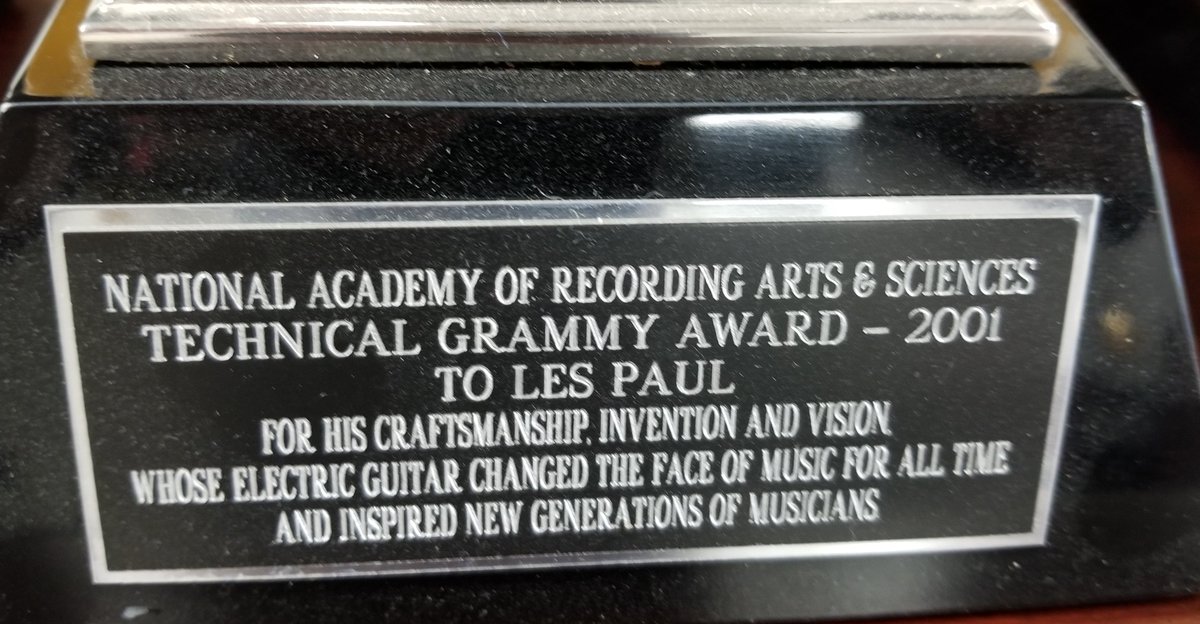 NATIONAL ACADEMY OF RECORDING ARTS & SCIENCES
TECHNICAL GRAMMY AWARD – 2001
TO LES PAUL
FOR HIS CRAFTSMANSHIP, INVENTION AND VISION,
WHOSE ELECTRIC GUITAR CHANGED THE FACE OF MUSIC FOR ALL TIME
AND INSPIRED NEW GENERATIONS OF MUSICIANS